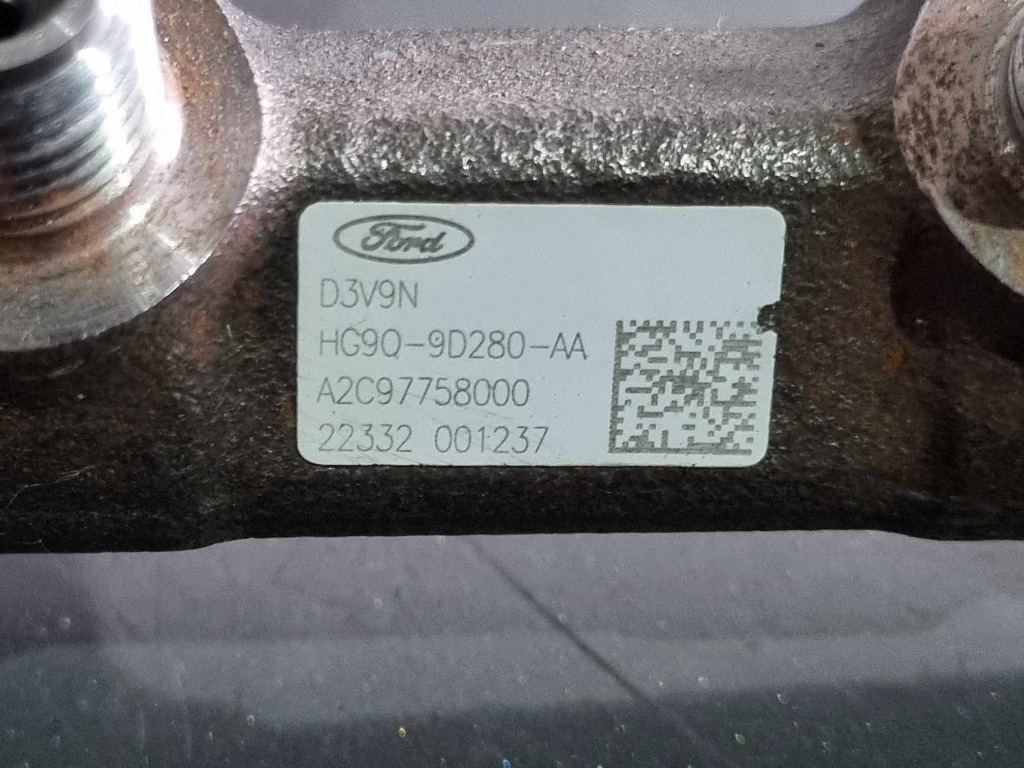 Ford
D3V9N
HG9Q-9D280-AA
A2C97758000
22332 001237